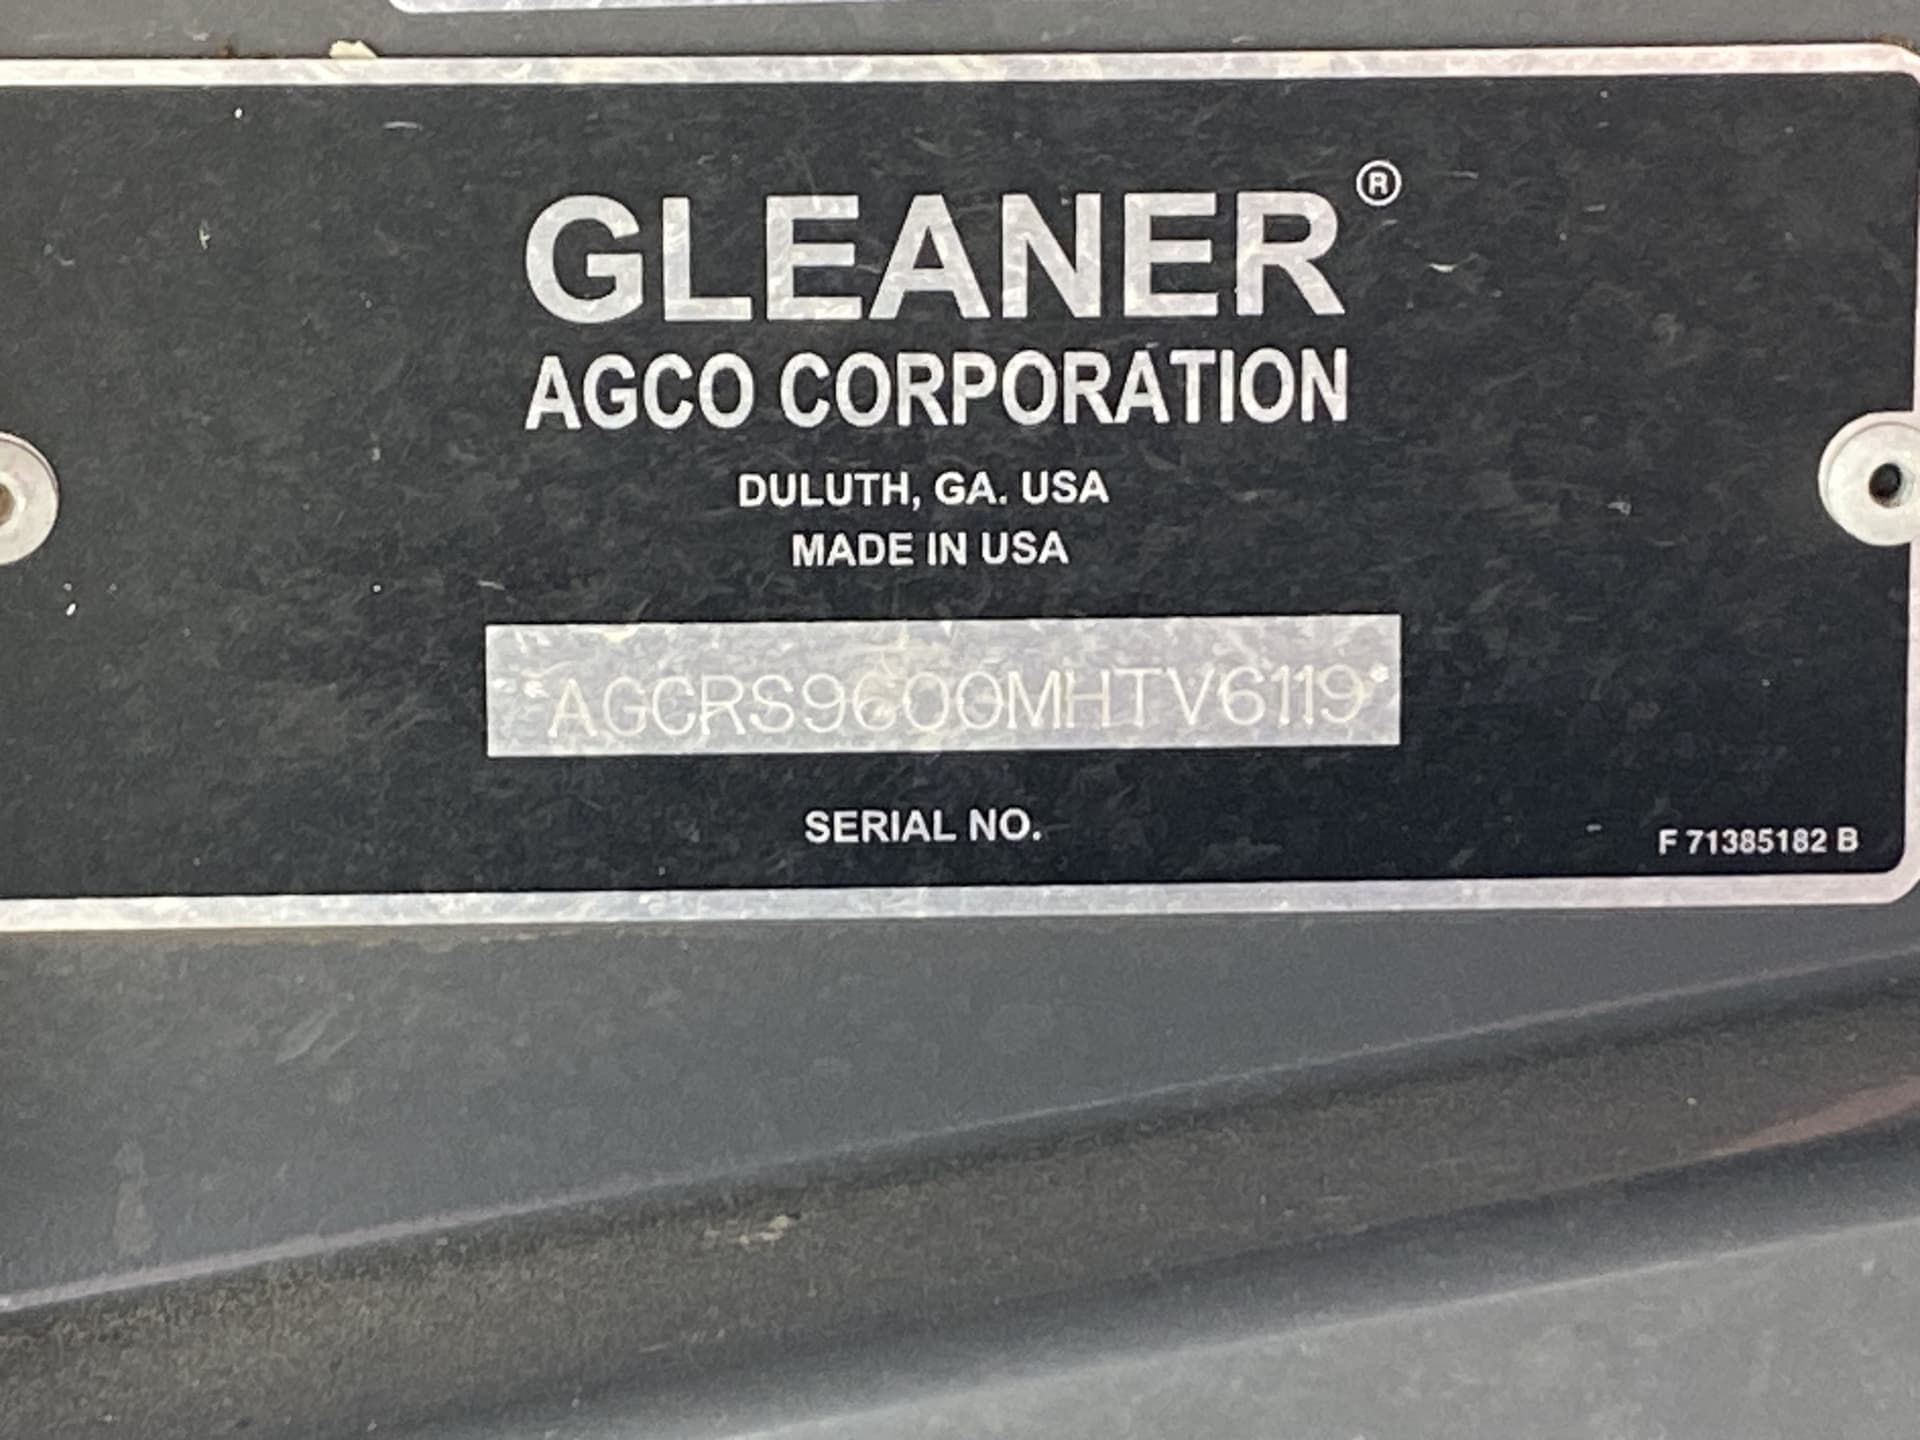 GLEANER®
AGCO CORPORATION
DULUTH, GA. USA
MADE IN USA
*AGCRS9600MHTV6119*
SERIAL NO.
F 71385182 B